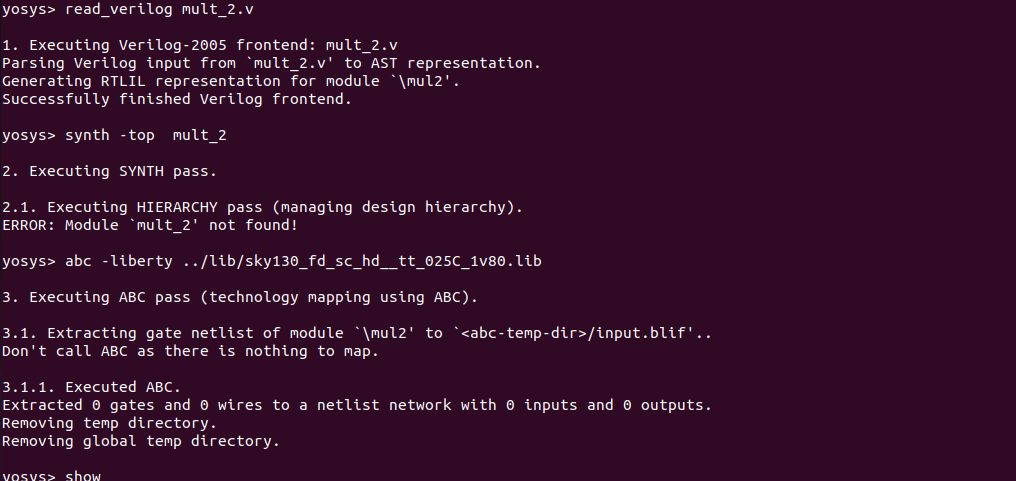 yosys> read_verilog mult_2.v
1. Executing Verilog-2005 frontend: mult_2.v
Parsing Verilog input from `mult_2.v' to AST representation.
Generating RTLIL representation for module `\mul2'.
Successfully finished Verilog frontend.
yosys> synth -top  mult_2
2. Executing SYNTH pass.
2.1. Executing HIERARCHY pass (managing design hierarchy).
ERROR: Module `mult_2' not found!
yosys> abc -liberty ../lib/sky130_fd_sc_hd__tt_025C_1v80.lib
3. Executing ABC pass (technology mapping using ABC).
3.1. Extracting gate netlist of module `\mul2' to `<abc-temp-dir>/input.blif'..
Don't call ABC as there is nothing to map.
3.1.1. Executed ABC.
Extracted 0 gates and 0 wires to a netlist network with 0 inputs and 0 outputs.
Removing temp directory.
Removing global temp directory.
yosys> show